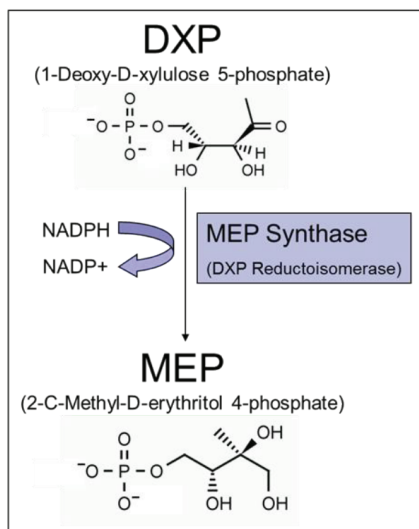 DXP
(1-Deoxy-D-xylulose 5-phosphate)
O
⁻O P O O
O⁻ H H
HO OH
NADPH
NADP+
MEP Synthase
(DXP Reductoisomerase)
MEP
(2-C-Methyl-D-erythritol 4-phosphate)
O OH
⁻O P O
O⁻ OH OH